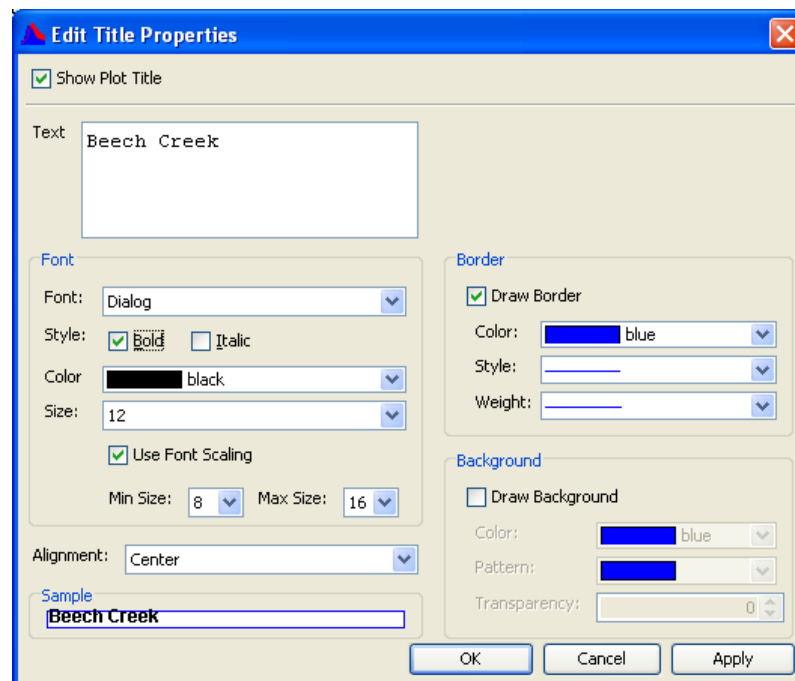 Edit Title Properties
Show Plot Title
Text
Beech Creek
Font
Font: Dialog
Style: Bold Italic
Color black
Size: 12
Use Font Scaling
Min Size: 8 Max Size: 16
Alignment: Center
Sample
Beech Creek
Border
Draw Border
Color: blue
Style:
Weight:
Background
Draw Background
Color: blue
Pattern:
Transparency: 0
OK Cancel Apply